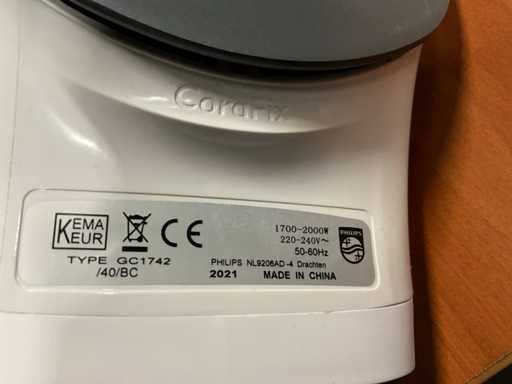 Cordrix
KEMA
KEUR
CE
1700-2000W
220-240V~
50-60Hz
PHILIPS
TYPE GC1742
/40/BC
PHILIPS NL9206AD-4 Drachten
2021 MADE IN CHINA